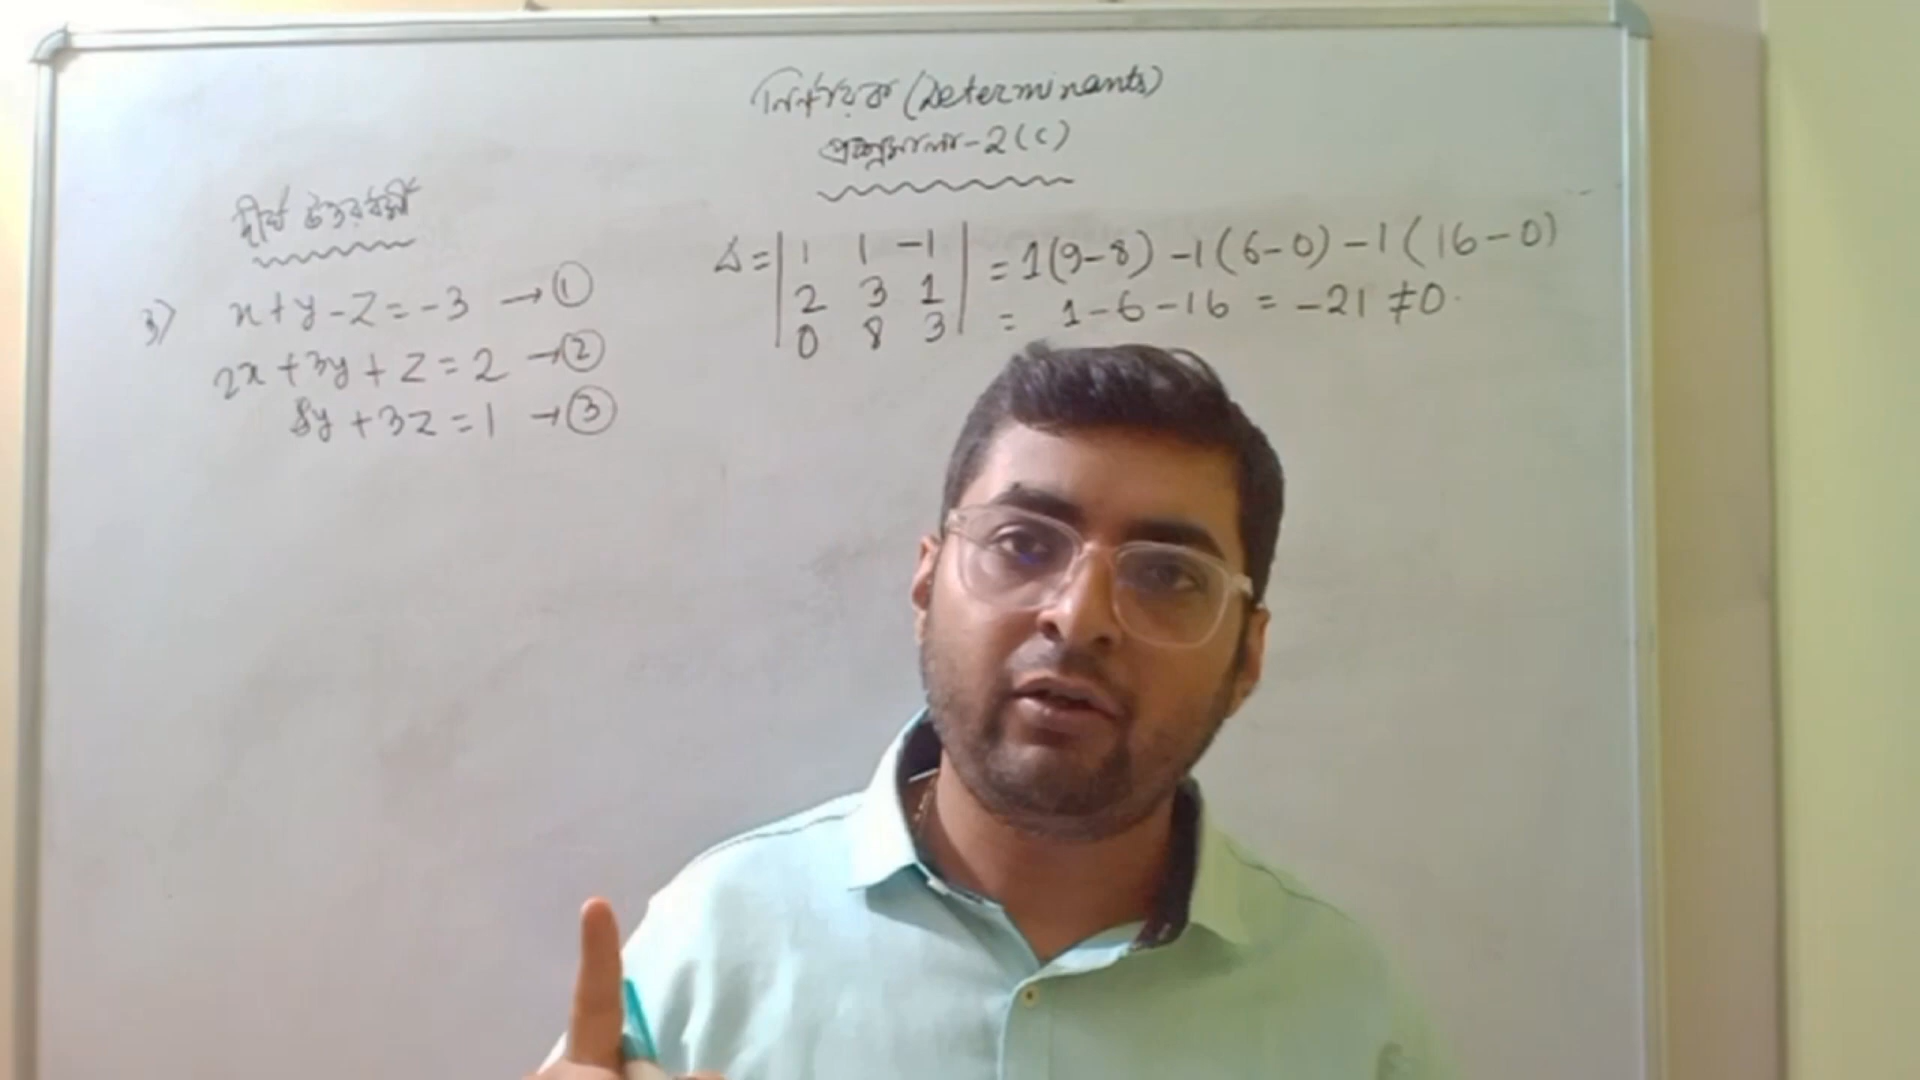 নির্ণায়ক (Determinants)
প্রশ্নমালা-2(c)
দীর্ঘ উত্তরধর্মী
3) x+y-z=-3 →①
2x+3y+z=2 →②
8y+3z=1 →③
Δ=|1 1 -1| =1(9-8)-1(6-0)-1(16-0)
|2 3 1| = 1-6-16 = -21 ≠0.
|0 8 3|